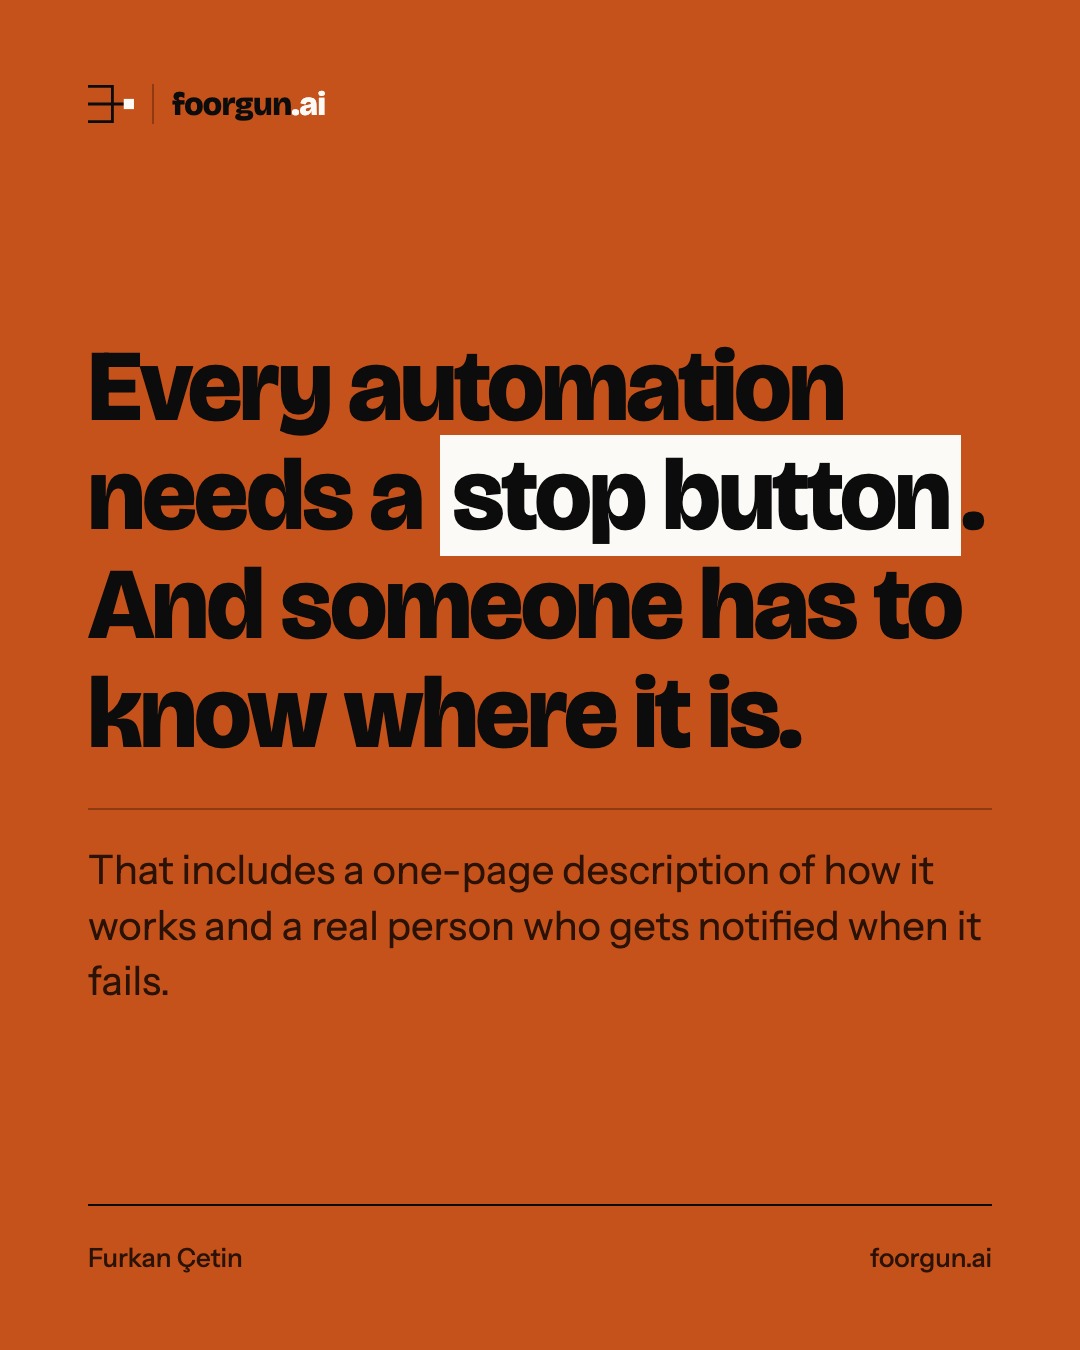 foorgun.ai
Every automation
needs a stop button.
And someone has to
know where it is.
That includes a one-page description of how it
works and a real person who gets notified when it
fails.
Furkan Çetin
foorgun.ai